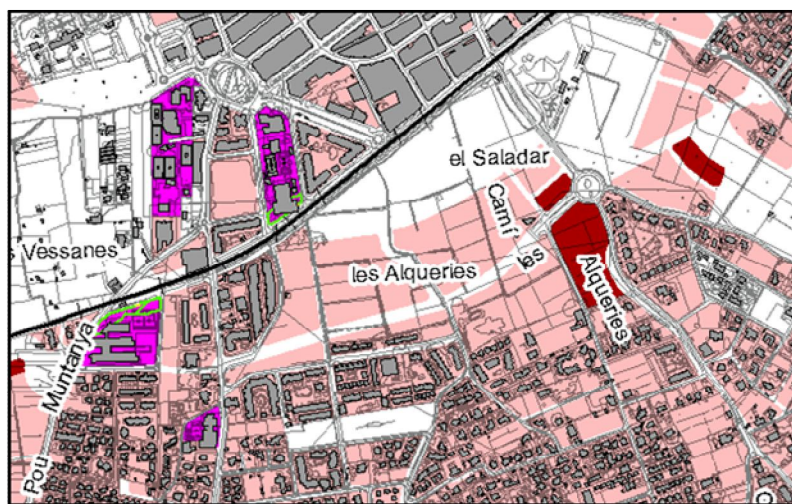 el Saladar
Camí
les
s Vessanes
les Alqueries
Alqueries
Muntanya
Pou